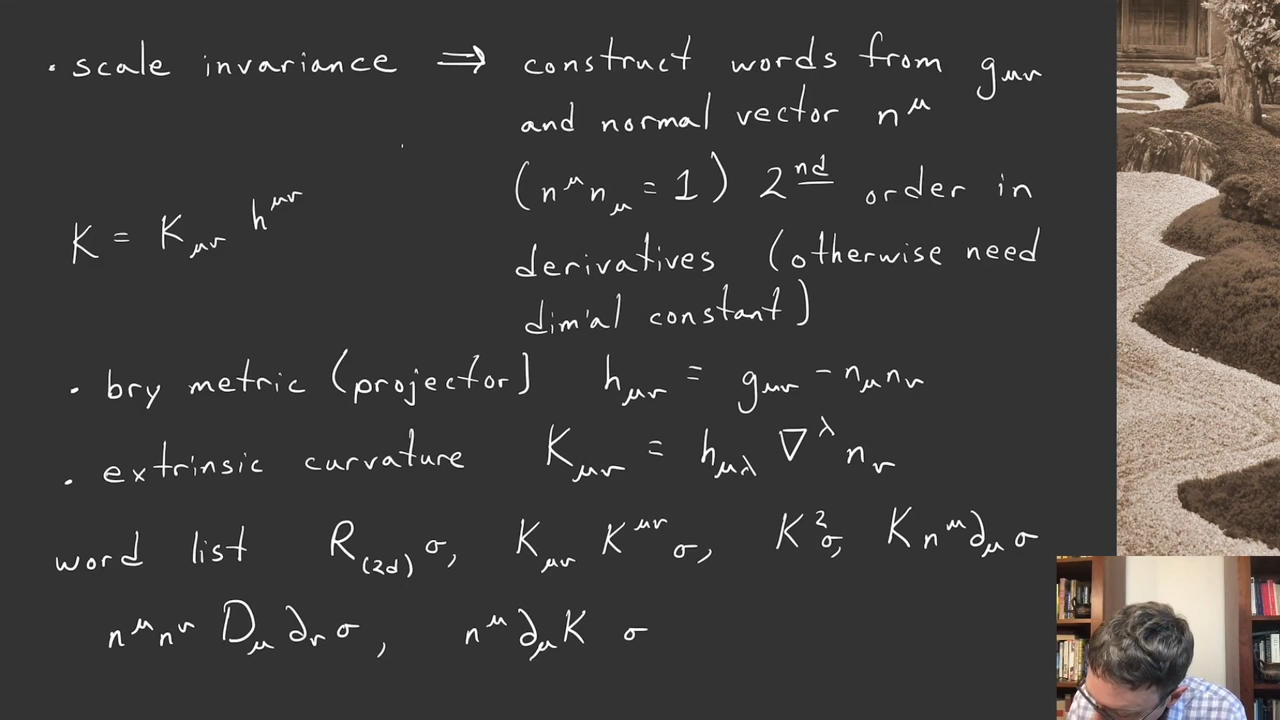 · scale invariance ⇒ construct words from g_μν
and normal vector n^μ
(n^μ n_μ = 1) 2nd order in
K = K_μν h^μν
derivatives (otherwise need
dim'al constant)
· bry metric (projector) h_μν = g_μν - n_μ n_ν
· extrinsic curvature K_μν = h_μλ ∇^λ n_ν
word list R_(2d) σ, K_μν K^μν σ, K^2 σ, K n^μ ∂_μ σ
n^μ n^ν D_μ ∂_ν σ, n^μ ∂_μ K σ